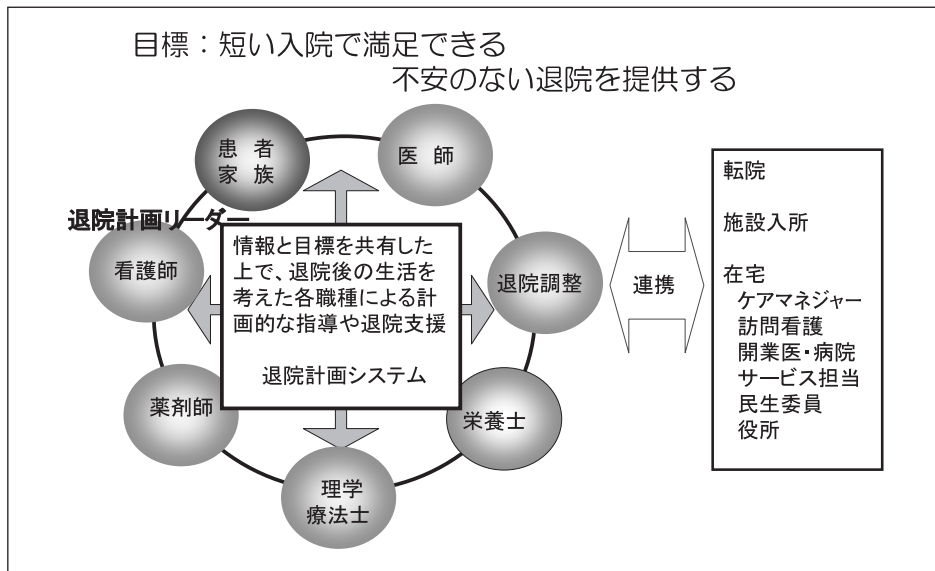 目標：短い入院で満足できる
不安のない退院を提供する
患 者
家 族
医 師
退院計画リーダー
看護師
情報と目標を共有した
上で、退院後の生活を
考えた各職種による計
画的な指導や退院支援
退院計画システム
退院調整
連携
薬剤師
栄養士
理学
療法士
転院
施設入所
在宅
ケアマネジャー
訪問看護
開業医・病院
サービス担当
民生委員
役所